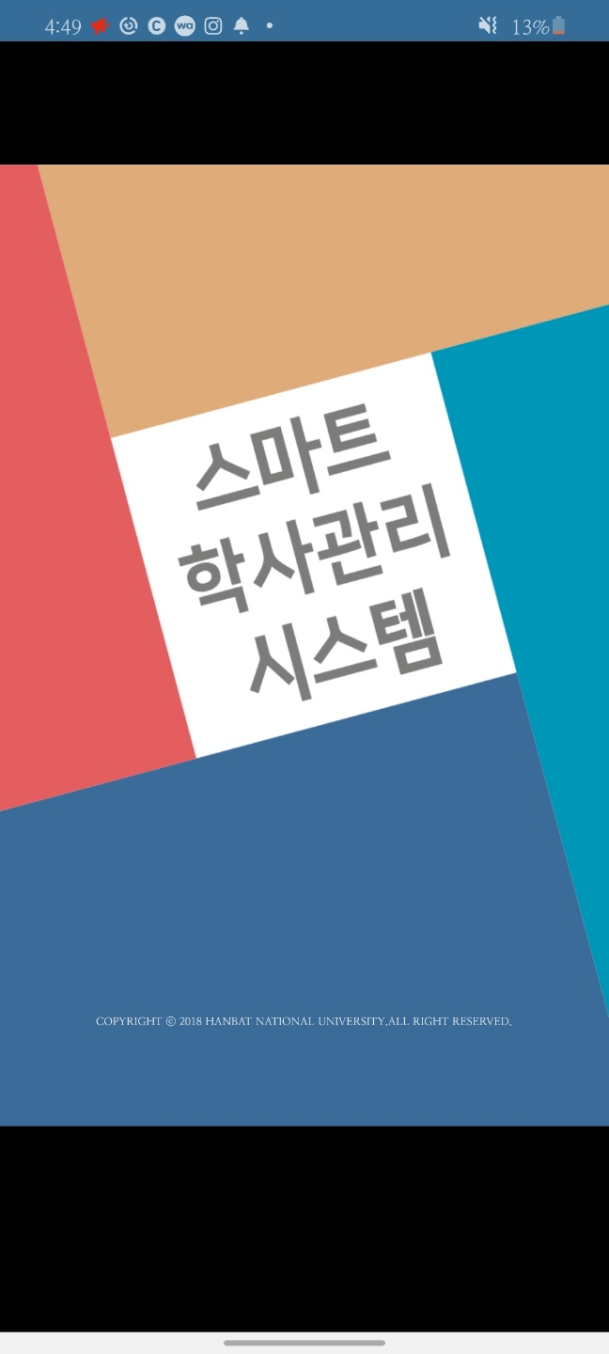 4:49 C wa 13%
스마트
학사관리
시스템
COPYRIGHT © 2018 HANBAT NATIONAL UNIVERSITY.ALL RIGHT RESERVED.